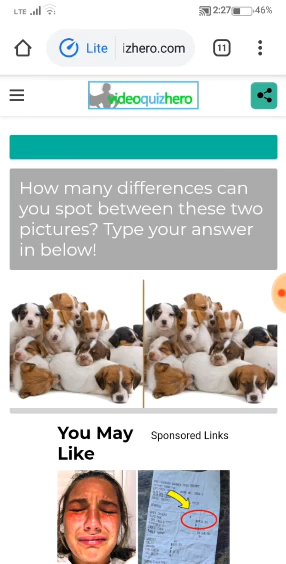 LTE 2:27 46%
Lite izhero.com 11
videoquizhero
How many differences can
you spot between these two
pictures? Type your answer
in below!
You May
Like
Sponsored Links